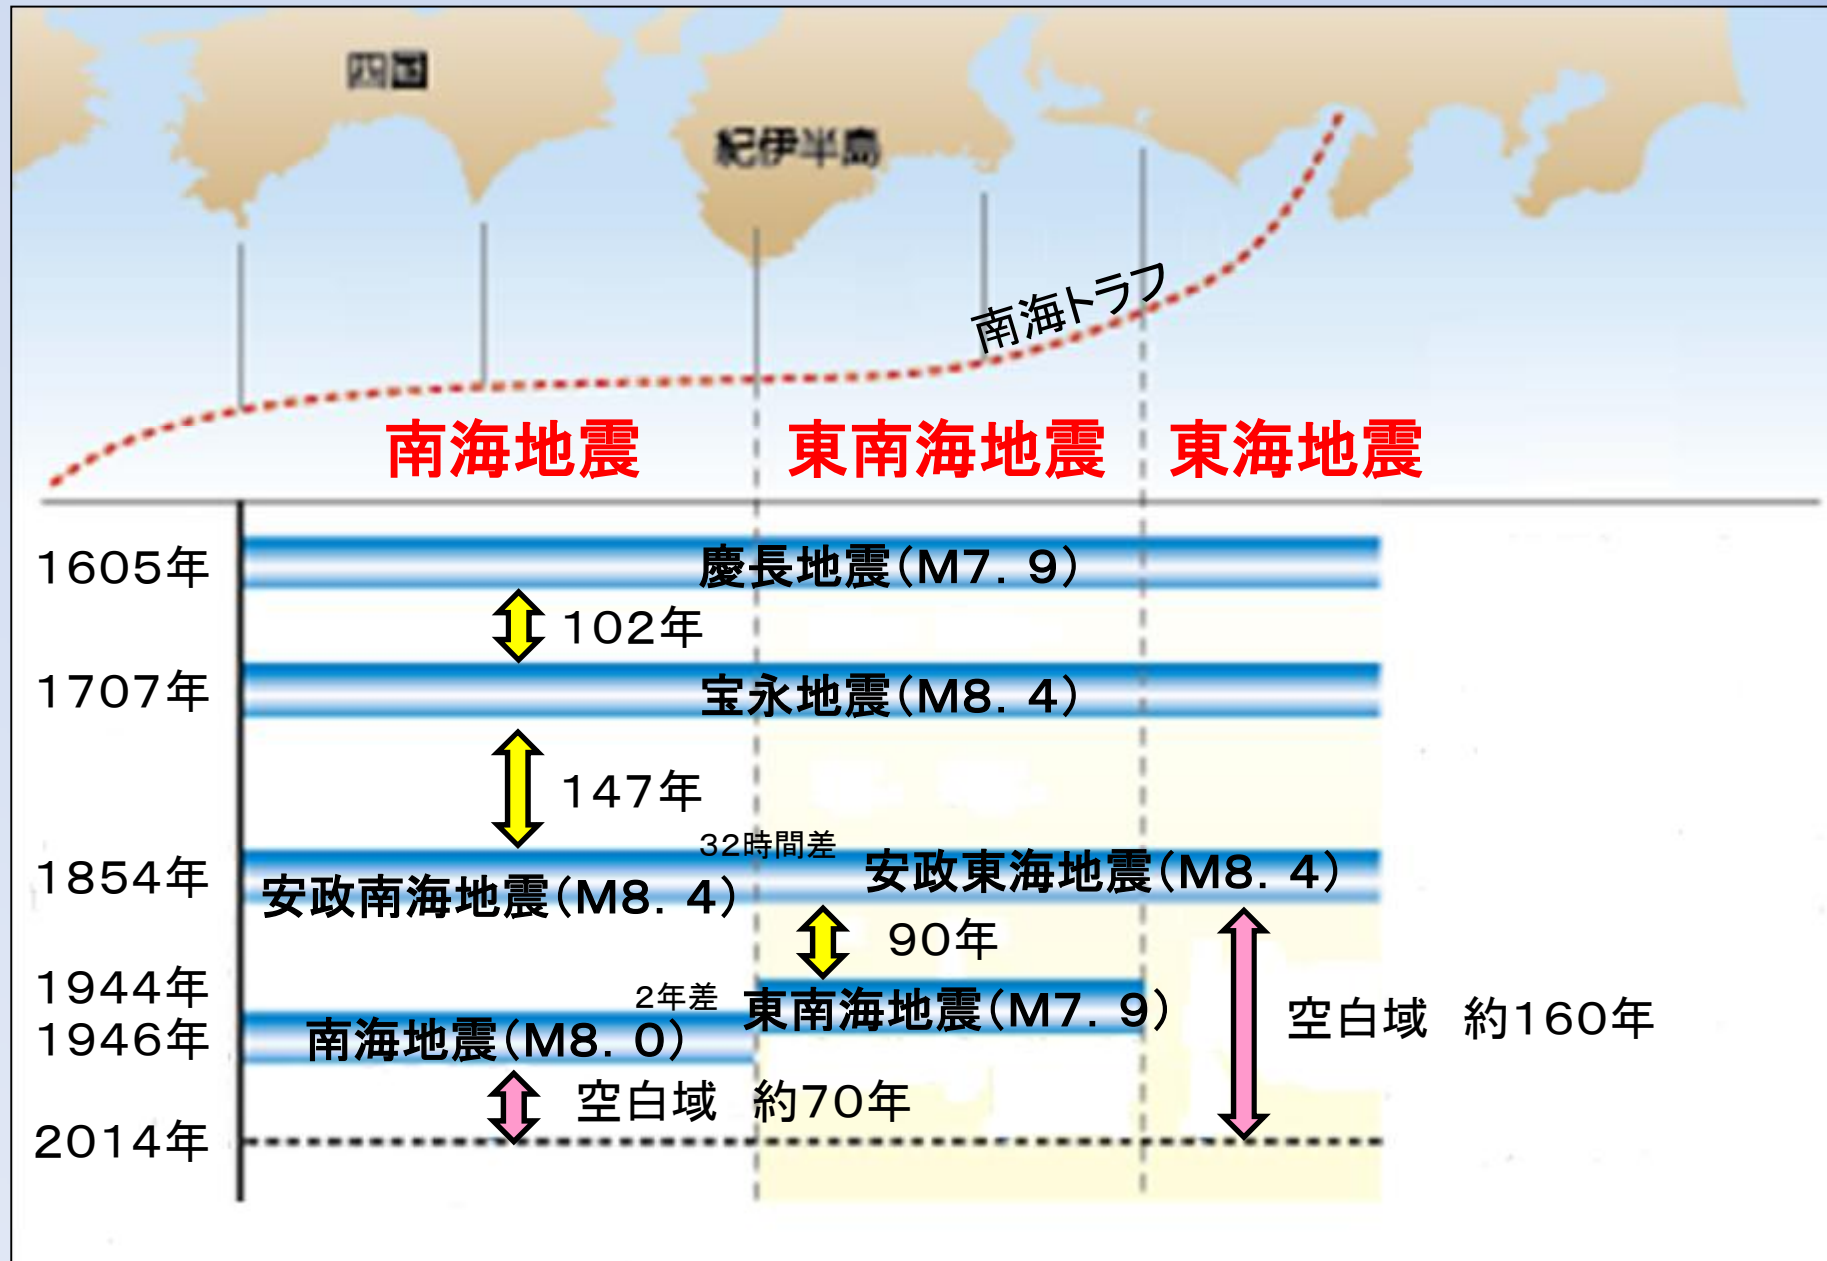 四国
紀伊半島
南海トラフ
南海地震
東南海地震
東海地震
1605年
慶長地震(M7.9)
102年
1707年
宝永地震(M8.4)
147年
32時間差
1854年
安政南海地震(M8.4)
安政東海地震(M8.4)
90年
1944年
2年差
東南海地震(M7.9)
1946年
南海地震(M8.0)
空白域 約160年
空白域 約70年
2014年